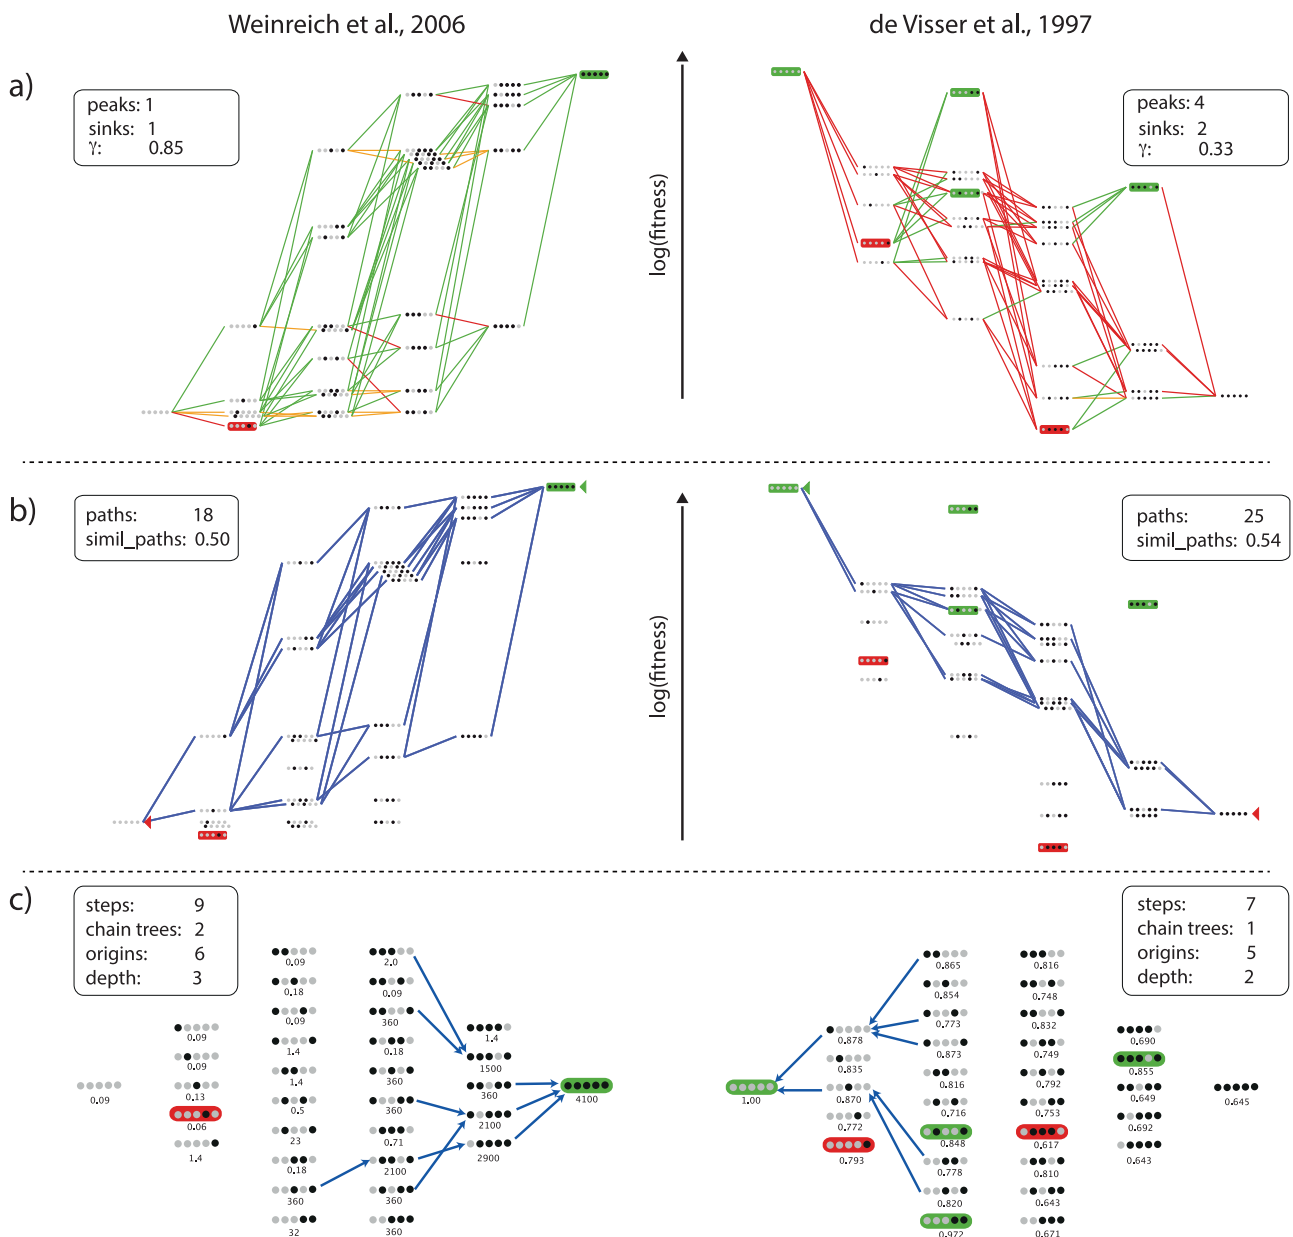 Weinreich et al., 2006
de Visser et al., 1997
a)
peaks: 1
sinks: 1
γ: 0.85
log(fitness)
peaks: 4
sinks: 2
γ: 0.33
b)
paths: 18
simil_paths: 0.50
log(fitness)
paths: 25
simil_paths: 0.54
c)
steps: 9
chain trees: 2
origins: 6
depth: 3
steps: 7
chain trees: 1
origins: 5
depth: 2
0.09
0.09
0.09
0.13
0.06
1.4
0.09
0.18
0.09
1.4
1.4
0.5
23
0.18
360
32
2.0
0.09
360
0.18
360
360
0.71
2100
360
360
1.4
1500
360
2100
2900
4100
1.00
0.878
0.835
0.870
0.772
0.793
0.865
0.854
0.773
0.873
0.816
0.716
0.848
0.778
0.820
0.972
0.816
0.748
0.832
0.749
0.792
0.753
0.617
0.810
0.643
0.671
0.690
0.855
0.649
0.692
0.643
0.645